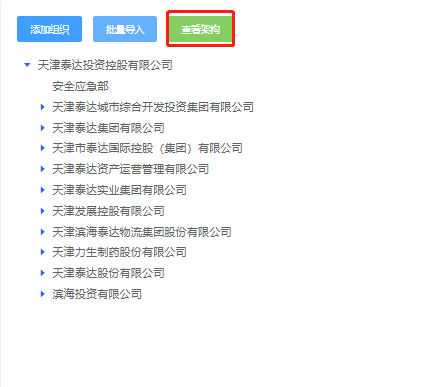 添加组织 批量导入 查看架构
天津泰达投资控股有限公司
安全应急部
天津泰达城市综合开发投资集团有限公司
天津泰达集团有限公司
天津市泰达国际控股（集团）有限公司
天津泰达资产运营管理有限公司
天津泰达实业集团有限公司
天津发展控股有限公司
天津滨海泰达物流集团股份有限公司
天津力生制药股份有限公司
天津泰达股份有限公司
滨海投资有限公司